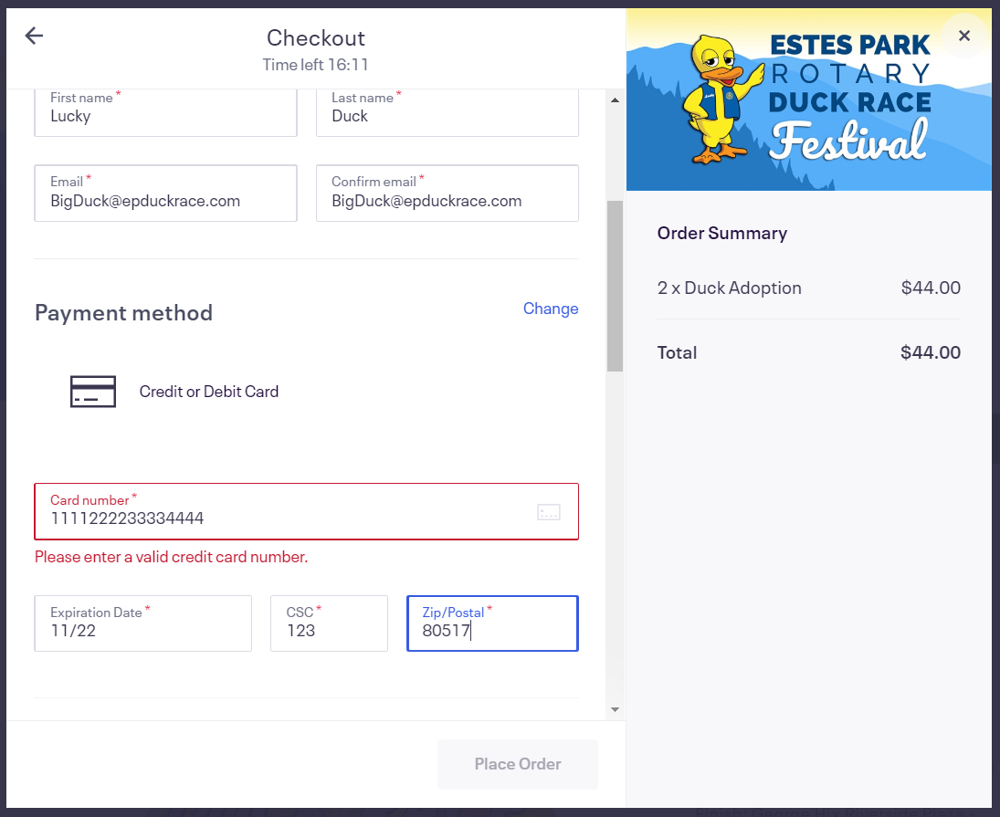 Checkout
Time left 16:11
First name *
Lucky
Last name *
Duck
Email *
BigDuck@epduckrace.com
Confirm email *
BigDuck@epduckrace.com
Payment method
Change
Credit or Debit Card
Card number *
1111222233334444
Please enter a valid credit card number.
Expiration Date *
11/22
CSC *
123
Zip/Postal *
80517
Place Order
ESTES PARK
ROTARY
DUCK RACE
Festival
Order Summary
2 x Duck Adoption $44.00
Total $44.00